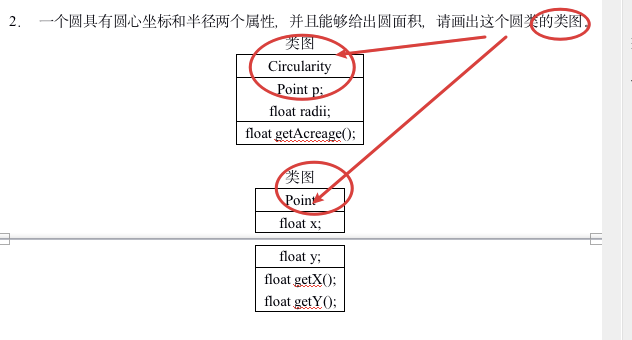 2. 一个圆具有圆心坐标和半径两个属性, 并且能够给出圆面积, 请画出这个圆类的类图.
类图
Circularity
Point p;
float radii;
float getAcreage();
类图
Point
float x;
float y;
float getX();
float getY();